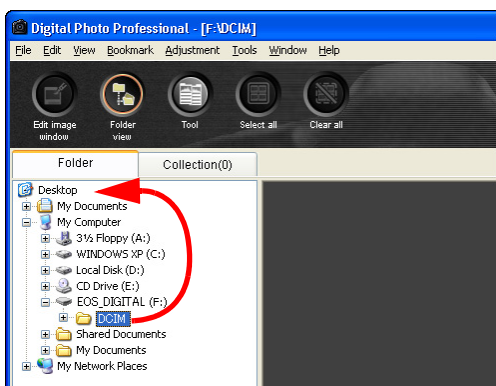 Digital Photo Professional - [F:\DCIM]
File Edit View Bookmark Adjustment Tools Window Help
Edit image window
Folder view
Tool
Select all
Clear all
Folder
Collection(0)
Desktop
My Documents
My Computer
3½ Floppy (A:)
WINDOWS XP (C:)
Local Disk (D:)
CD Drive (E:)
EOS_DIGITAL (F:)
DCIM
Shared Documents
My Documents
My Network Places